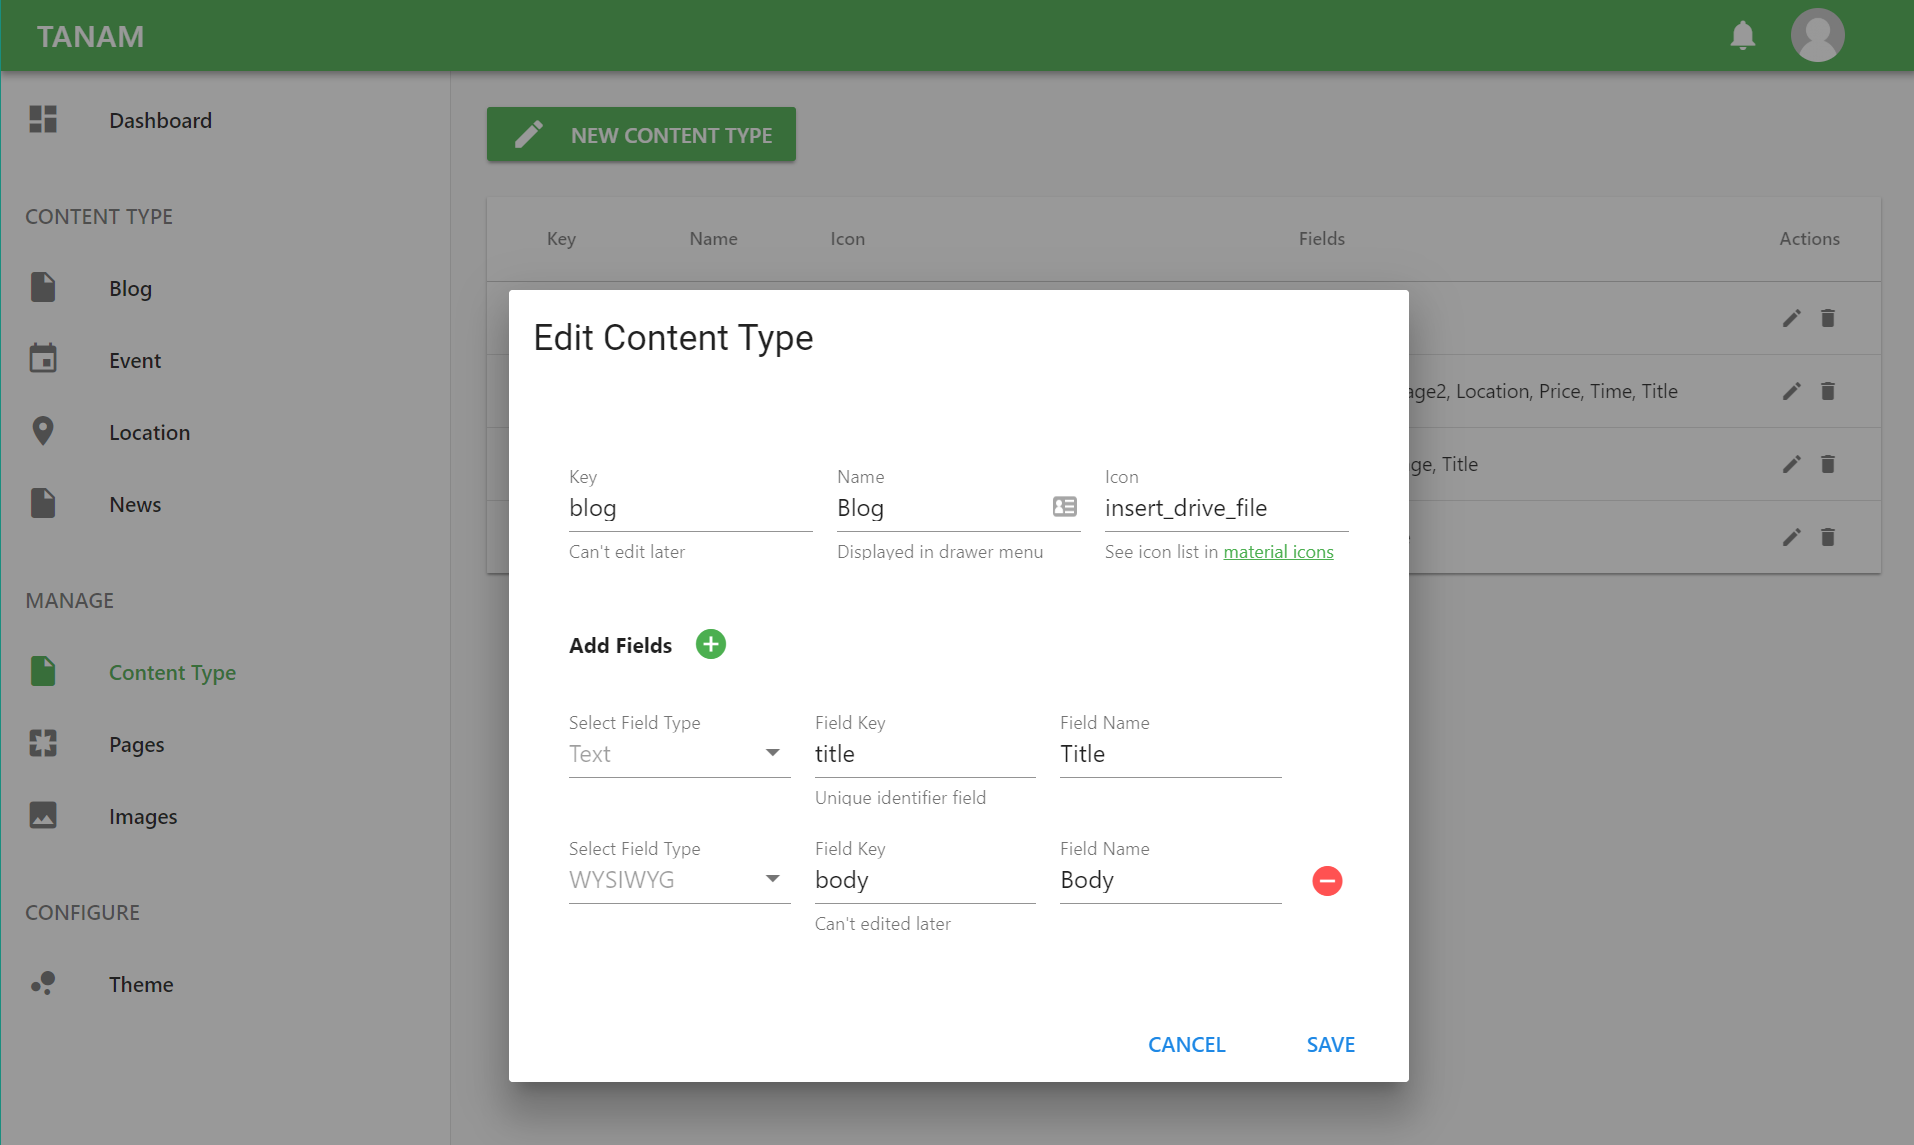 TANAM
Dashboard
CONTENT TYPE
Blog
Event
Location
News
MANAGE
Content Type
Pages
Images
CONFIGURE
Theme
NEW CONTENT TYPE
Key Name Icon Fields Actions
age2, Location, Price, Time, Title
ge, Title
Edit Content Type
Key Name Icon
blog Blog insert_drive_file
Can't edit later Displayed in drawer menu See icon list in material icons
Add Fields
Select Field Type Field Key Field Name
Text title Title
Unique identifier field
Select Field Type Field Key Field Name
WYSIWYG body Body
Can't edited later
CANCEL SAVE